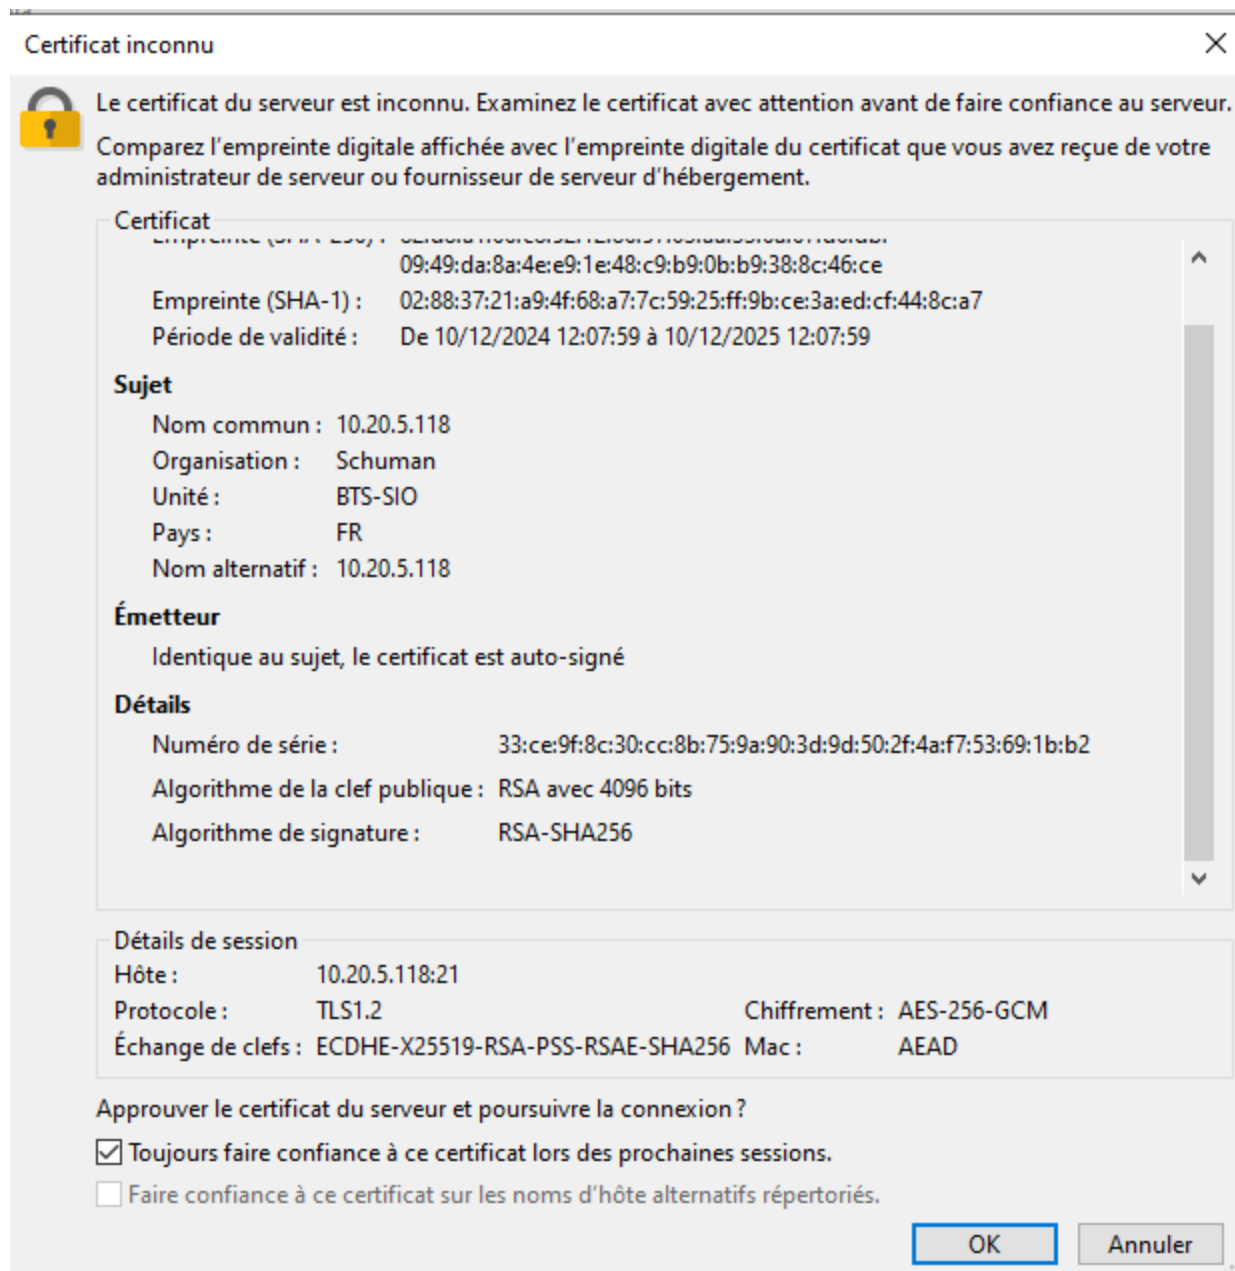 Certificat inconnu
Le certificat du serveur est inconnu. Examinez le certificat avec attention avant de faire confiance au serveur.
Comparez l'empreinte digitale affichée avec l'empreinte digitale du certificat que vous avez reçue de votre
administrateur de serveur ou fournisseur de serveur d'hébergement.
Certificat
Empreinte (SHA-256) :
09:49:da:8a:4e:e9:1e:48:c9:b9:0b:b9:38:8c:46:ce
Empreinte (SHA-1) : 02:88:37:21:a9:4f:68:a7:7c:59:25:ff:9b:ce:3a:ed:cf:44:8c:a7
Période de validité : De 10/12/2024 12:07:59 à 10/12/2025 12:07:59
Sujet
Nom commun : 10.20.5.118
Organisation : Schuman
Unité : BTS-SIO
Pays : FR
Nom alternatif : 10.20.5.118
Émetteur
Identique au sujet, le certificat est auto-signé
Détails
Numéro de série : 33:ce:9f:8c:30:cc:8b:75:9a:90:3d:9d:50:2f:4a:f7:53:69:1b:b2
Algorithme de la clef publique : RSA avec 4096 bits
Algorithme de signature : RSA-SHA256
Détails de session
Hôte : 10.20.5.118:21
Protocole : TLS1.2 Chiffrement : AES-256-GCM
Échange de clefs : ECDHE-X25519-RSA-PSS-RSAE-SHA256 Mac : AEAD
Approuver le certificat du serveur et poursuivre la connexion ?
Toujours faire confiance à ce certificat lors des prochaines sessions.
Faire confiance à ce certificat sur les noms d'hôte alternatifs répertoriés.
OK Annuler